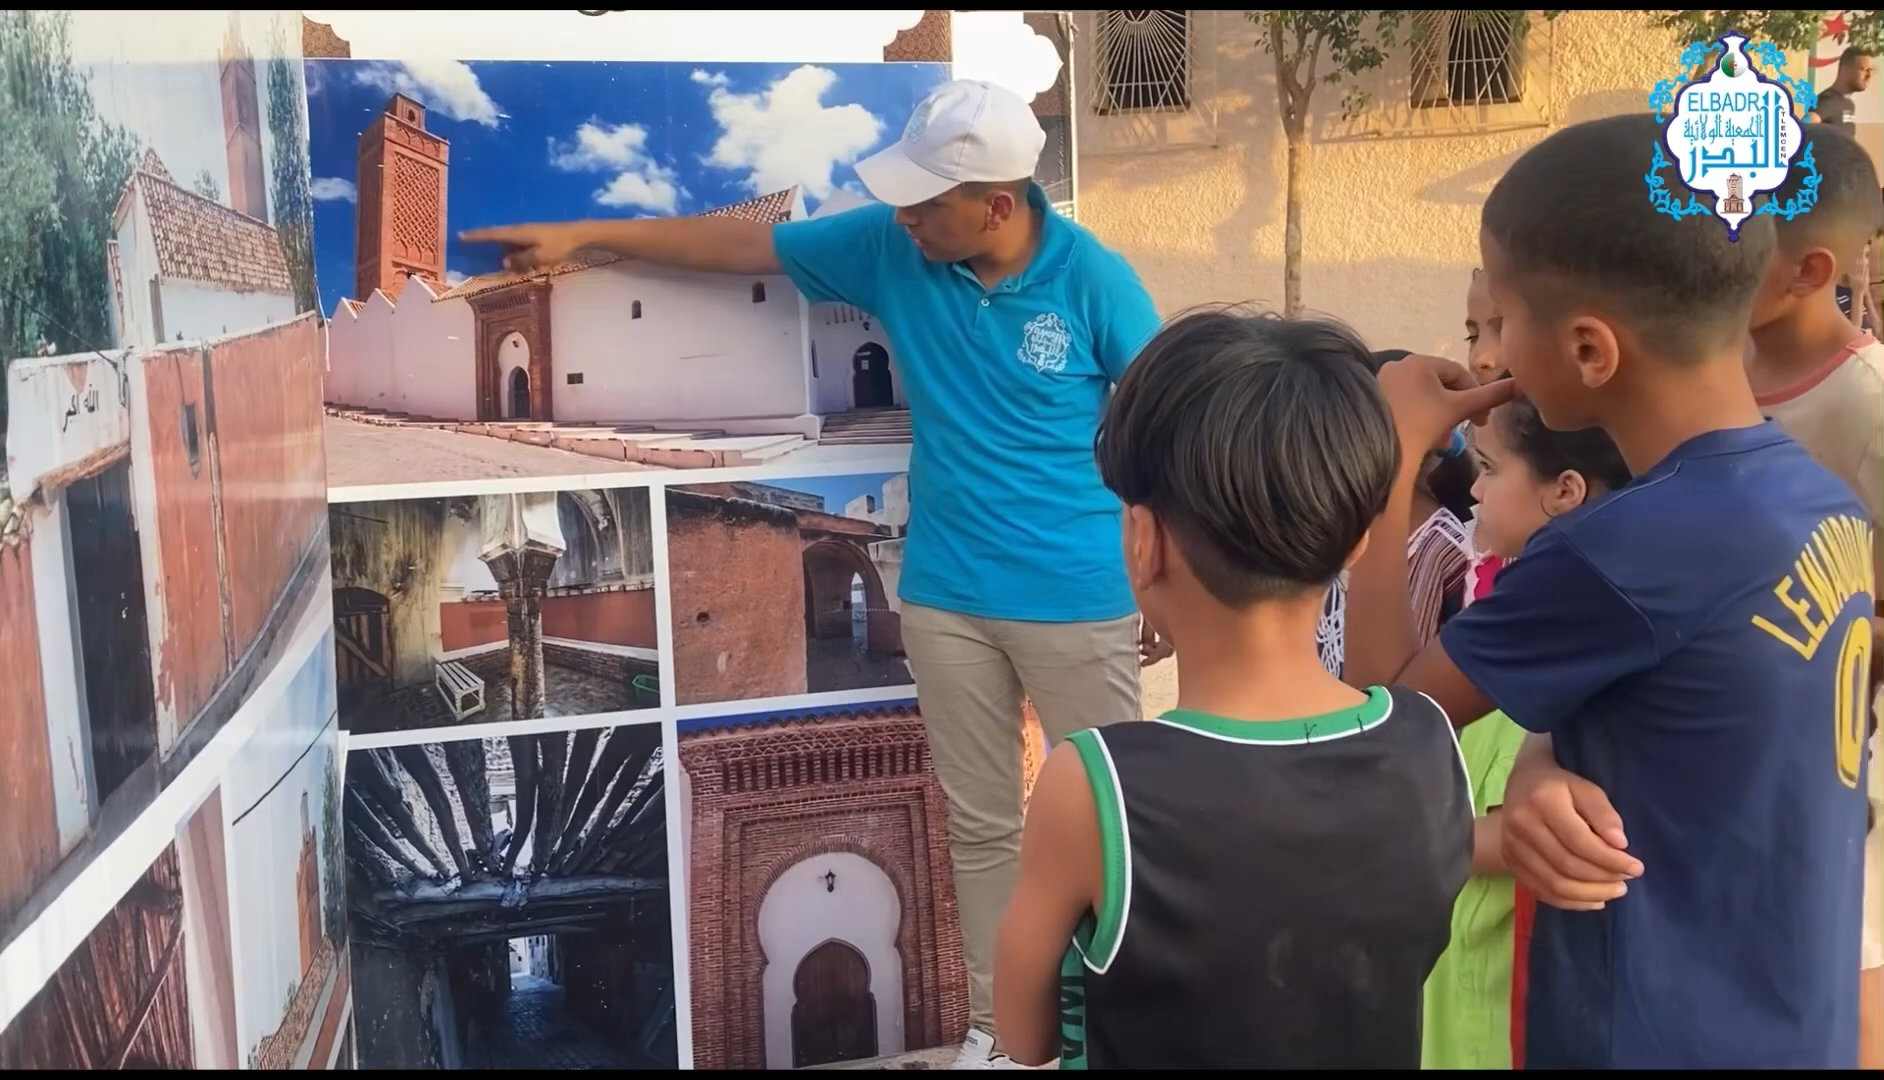 الله أكبر
ELBADR
الجمعية الولائية
البدر
TLEMCEN
LEWANDOWSKI